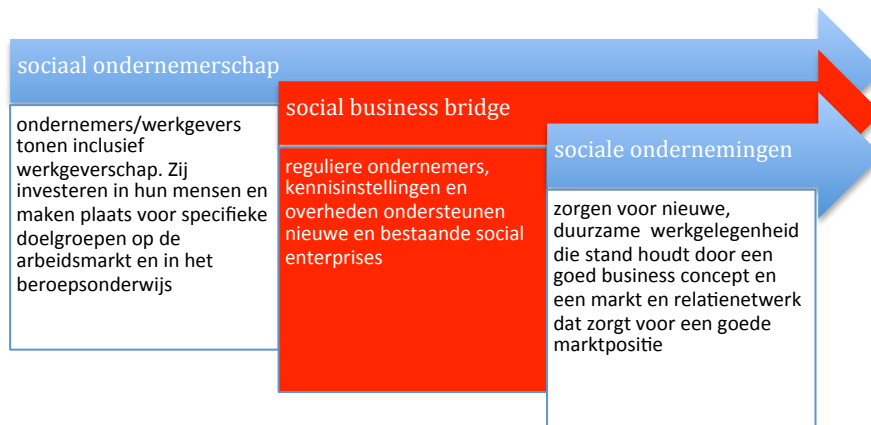 sociaal ondernemerschap
ondernemers/werkgevers
tonen inclusief
werkgeverschap. Zij
investeren in hun mensen en
maken plaats voor specifieke
doelgroepen op de
arbeidsmarkt en in het
beroepsonderwijs
social business bridge
reguliere ondernemers,
kennisinstellingen en
overheden ondersteunen
nieuwe en bestaande social
enterprises
sociale ondernemingen
zorgen voor nieuwe,
duurzame werkgelegenheid
die stand houdt door een
goed business concept en
een markt en relatienetwerk
dat zorgt voor een goede
marktpositie